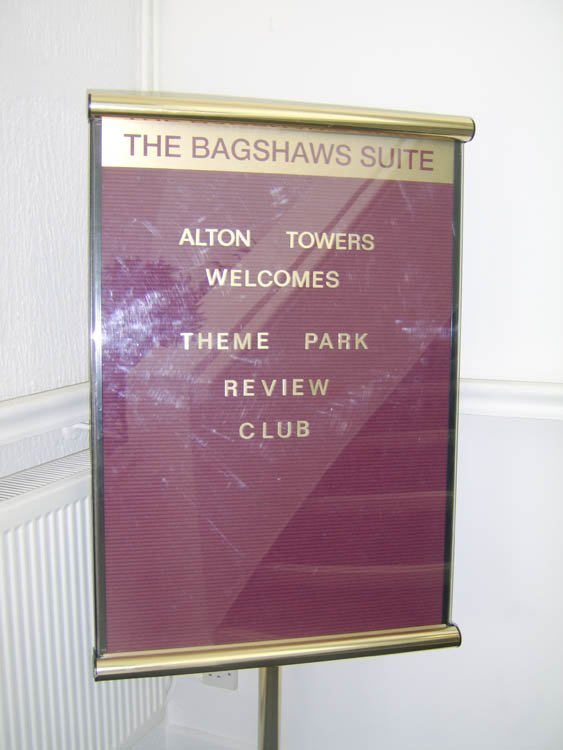 THE BAGSHAWS SUITE
ALTON TOWERS
WELCOMES
THEME PARK
REVIEW
CLUB